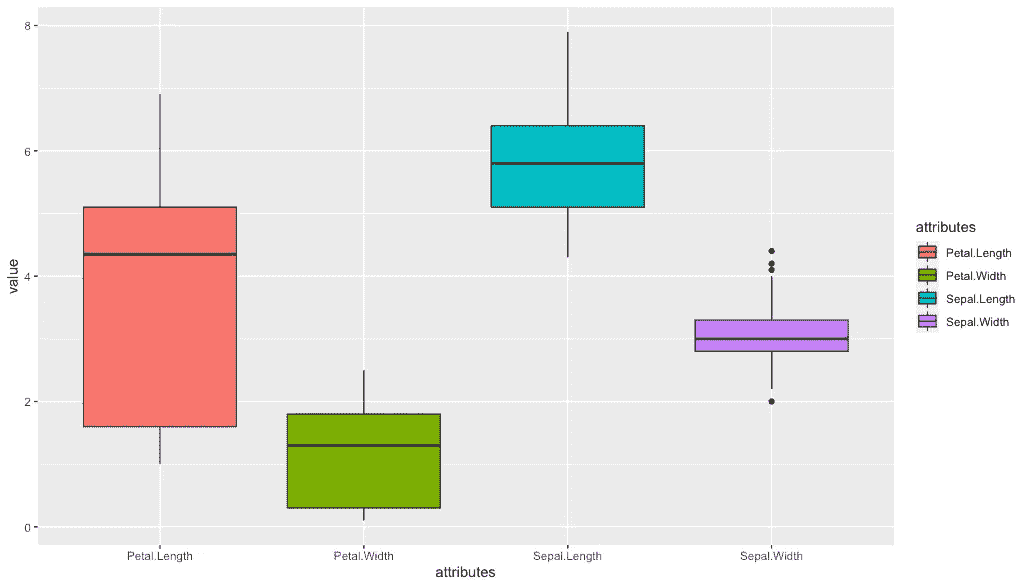 8
6
4
2
0
value
Petal.Length
Petal.Width
Sepal.Length
Sepal.Width
attributes
attributes
Petal.Length
Petal.Width
Sepal.Length
Sepal.Width